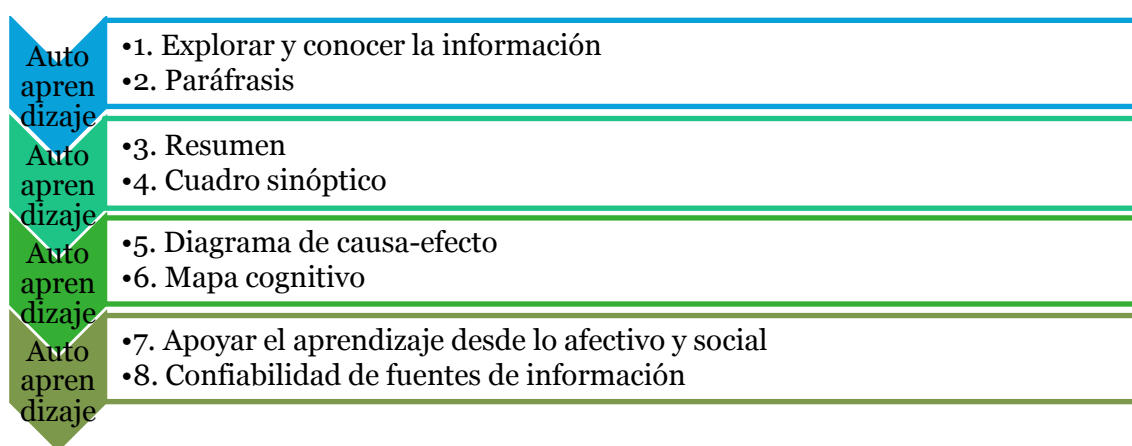 Auto
apren
dizaje
•1. Explorar y conocer la información
•2. Paráfrasis
Auto
apren
dizaje
•3. Resumen
•4. Cuadro sinóptico
Auto
apren
dizaje
•5. Diagrama de causa-efecto
•6. Mapa cognitivo
Auto
apren
dizaje
•7. Apoyar el aprendizaje desde lo afectivo y social
•8. Confiabilidad de fuentes de información